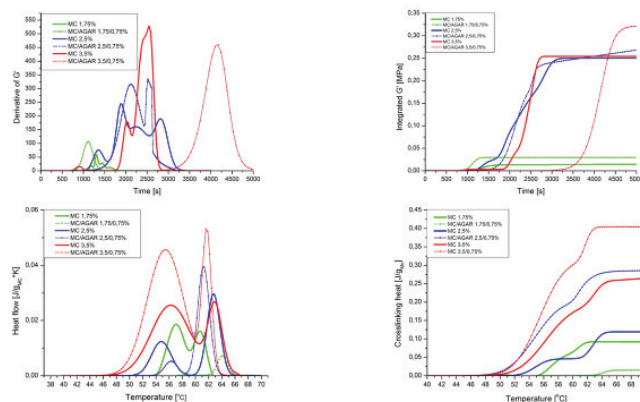 Derivative of G'
550
500
450
400
350
300
250
200
150
100
50
0
MC 1,75%
MC/AGAR 1,75/0,75%
MC 2,5%
MC/AGAR 2,5/0,75%
MC 3,5%
MC/AGAR 3,5/0,75%
0 500 1000 1500 2000 2500 3000 3500 4000 4500 5000
Time [s]
Integrated G' [MPa]
0,35
0,30
0,25
0,20
0,15
0,10
0,05
0,00
MC 1,75%
MC/AGAR 1,75/0,75%
MC 2,5%
MC/AGAR 2,5/0,75%
MC 3,5%
MC/AGAR 3,5/0,75%
0 500 1000 1500 2000 2500 3000 3500 4000 4500 5000
Time [s]
Heat flow [J/gMC*K]
0,06
0,04
0,02
0,00
MC 1,75%
MC/AGAR 1,75/0,75%
MC 2,5%
MC/AGAR 2,5/0,75%
MC 3,5%
MC/AGAR 3,5/0,75%
38 40 42 44 46 48 50 52 54 56 58 60 62 64 66 68 70
Temperature [°C]
Crosslinking heat [J/gMc]
0,45
0,40
0,35
0,30
0,25
0,20
0,15
0,10
0,05
0,00
MC 1,75%
MC/AGAR 1,75/0,75%
MC 2,5%
MC/AGAR 2,5/0,75%
MC 3,5%
MC 3,5/0,75%
40 42 44 46 48 50 52 54 56 58 60 62 64 66 68
Temperature [°C]